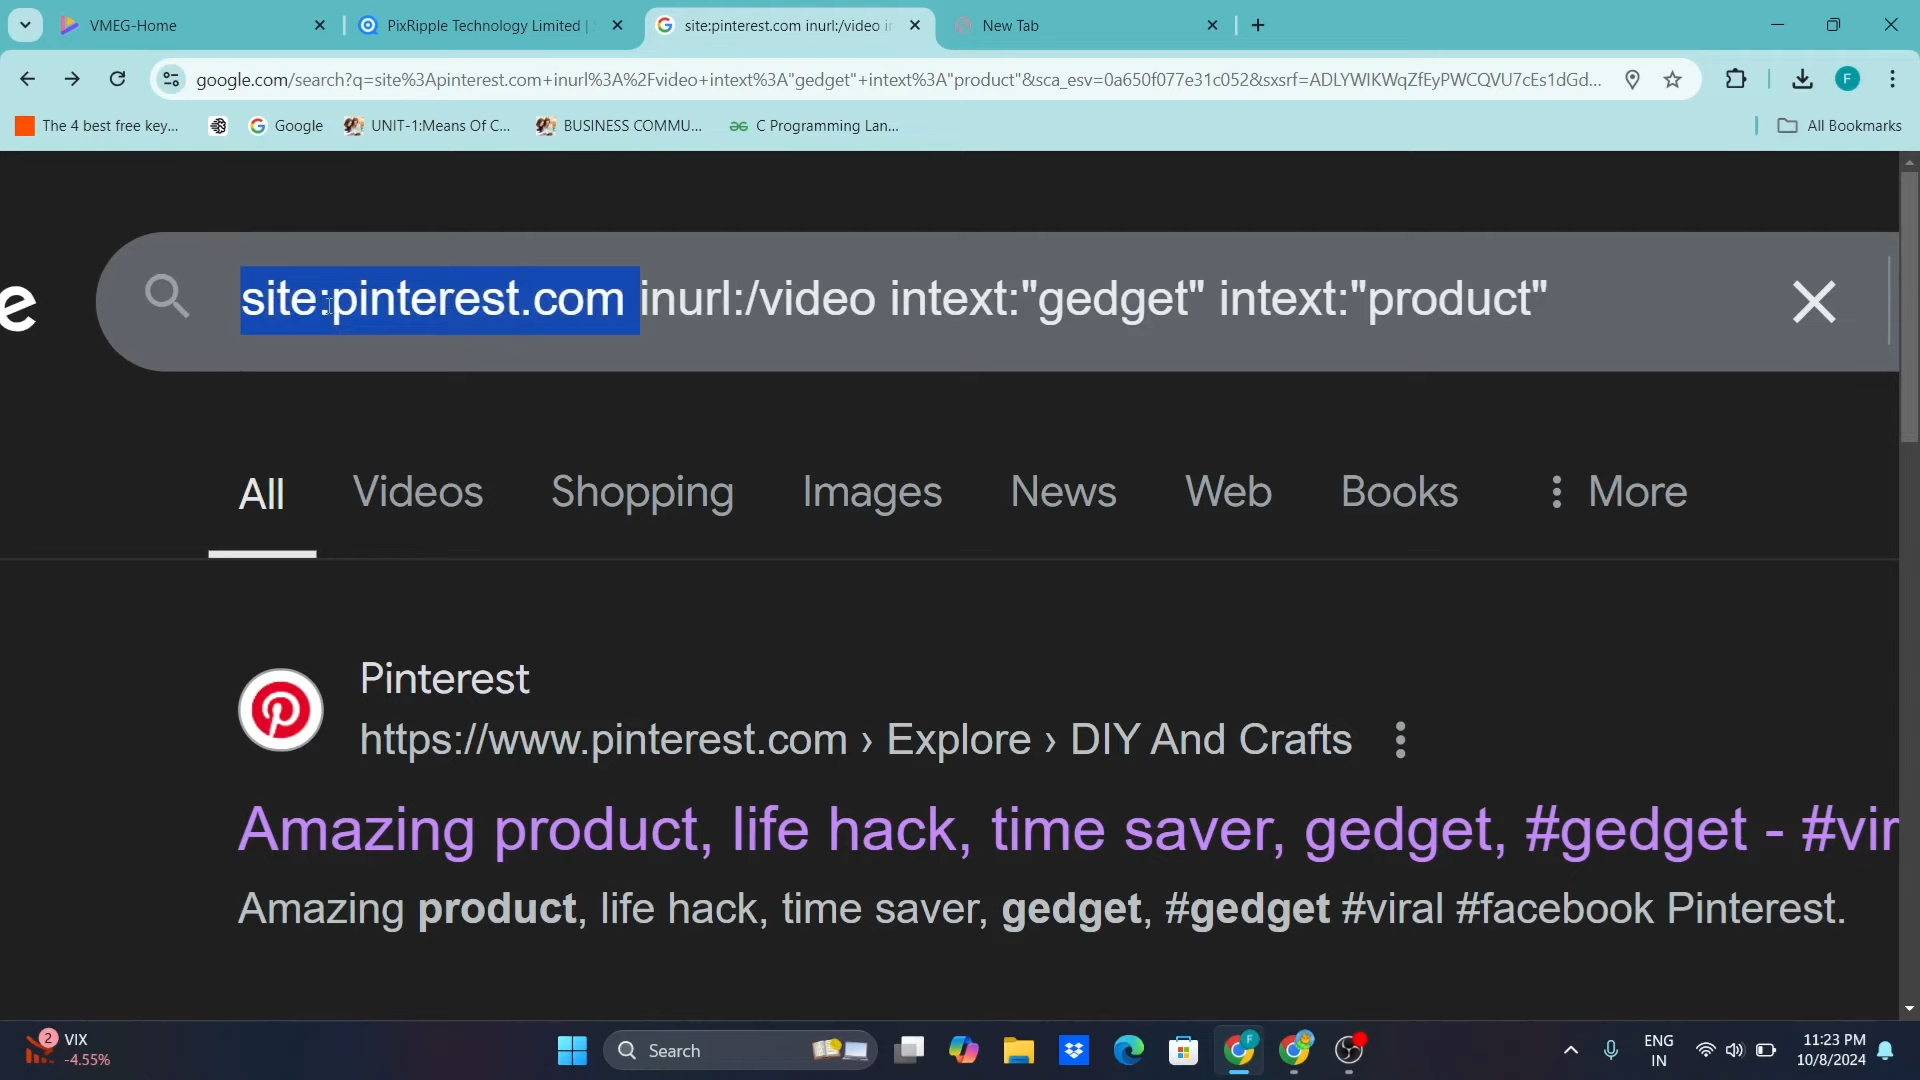 VMEG-Home
PixRipple Technology Limited |
site:pinterest.com inurl:/video in
New Tab
google.com/search?q=site%3Apinterest.com+inurl%3A%2Fvideo+intext%3A"gedget"+intext%3A"product"&sca_esv=0a650f077e31c052&sxsrf=ADLYWIKWqZfEyPWCQVU7cEs1dGd...
F
The 4 best free key...
Google
UNIT-1:Means Of C...
BUSINESS COMMU...
C Programming Lan...
All Bookmarks
e
site:pinterest.com inurl:/video intext:"gedget" intext:"product"
All Videos Shopping Images News Web Books More
Pinterest
https://www.pinterest.com › Explore › DIY And Crafts
Amazing product, life hack, time saver, gedget, #gedget - #vir
Amazing product, life hack, time saver, gedget, #gedget #viral #facebook Pinterest.
2
VIX
-4.55%
Search
F
ENG
IN
11:23 PM
10/8/2024